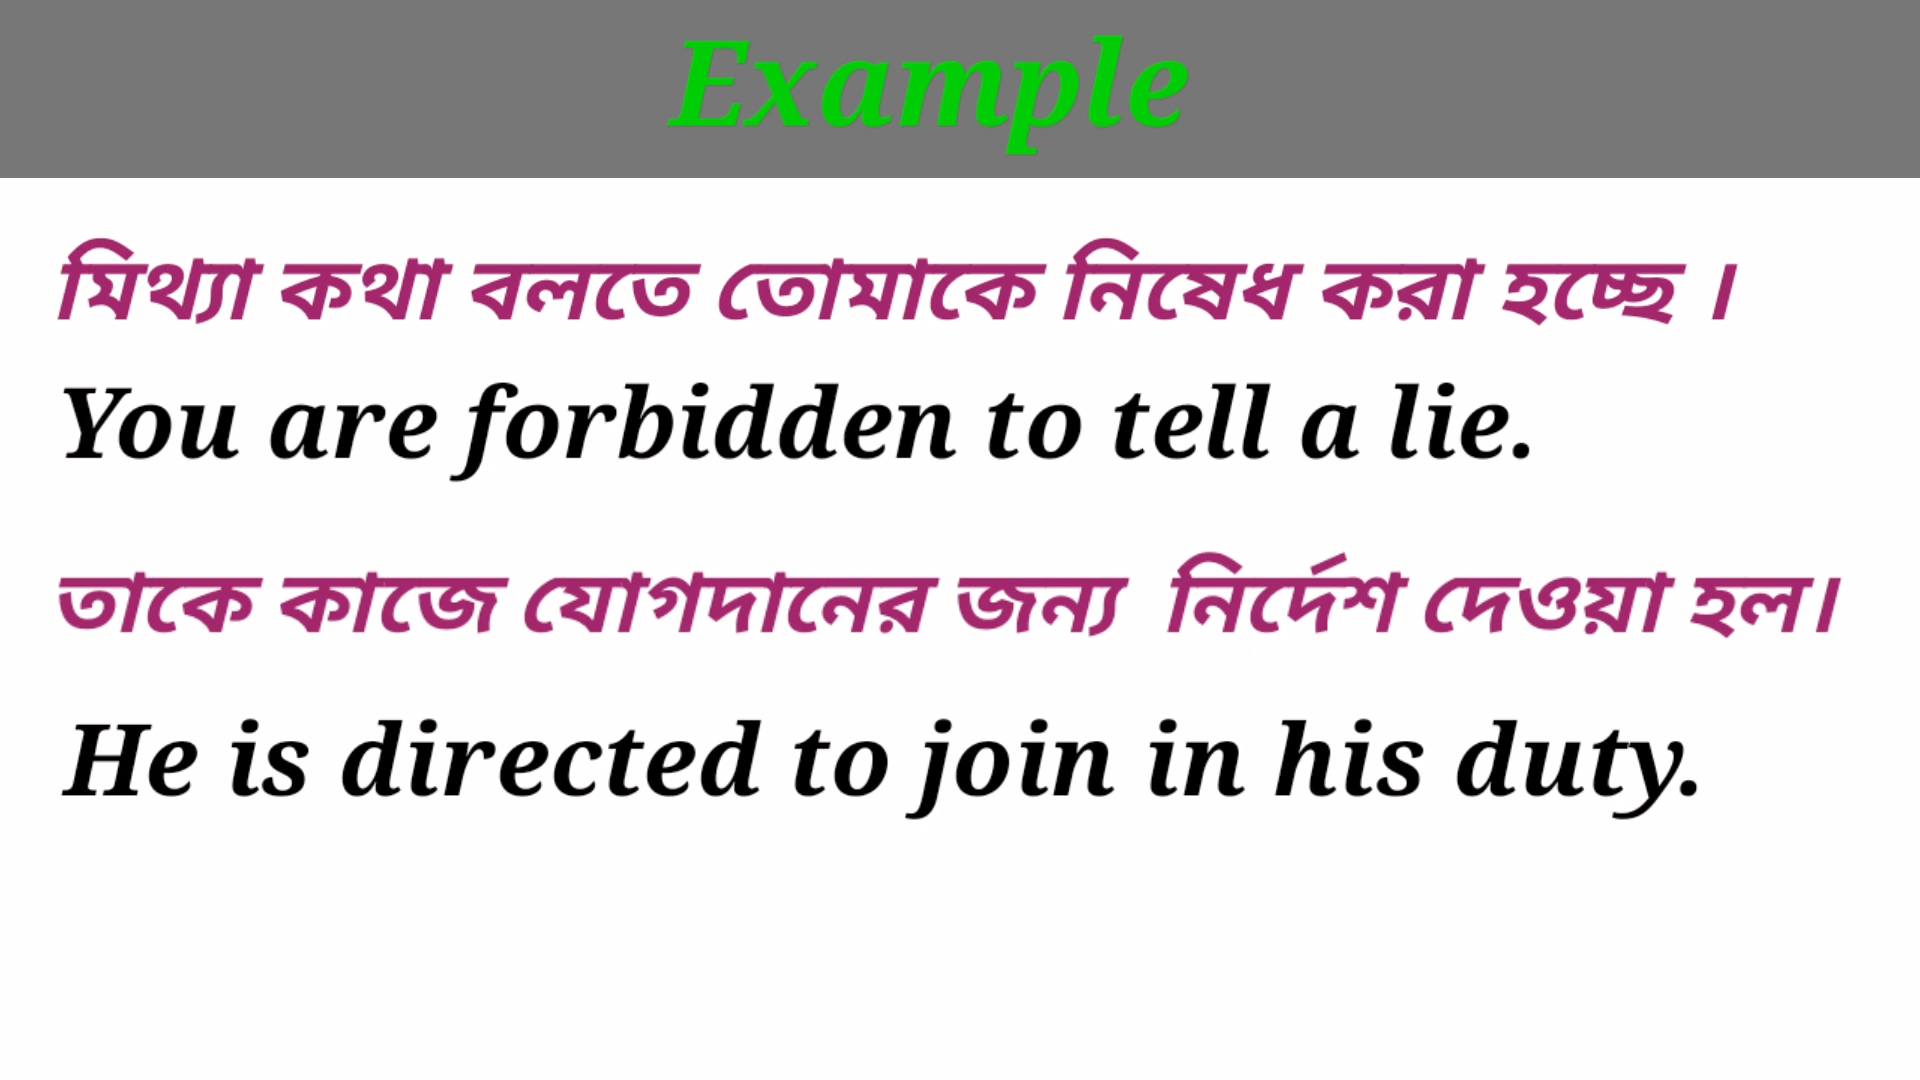 Example
মিথ্যা কথা বলতে তোমাকে নিষেধ করা হচ্ছে ।
You are forbidden to tell a lie.
তাকে কাজে যোগদানের জন্য নির্দেশ দেওয়া হল।
He is directed to join in his duty.